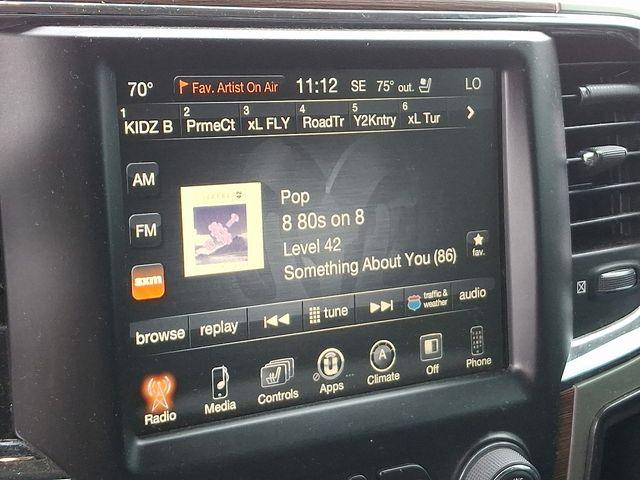 70° Fav. Artist On Air 11:12 SE 75° out. LO
1 KIDZ B 2 PrmeCt 3 xL FLY 4 RoadTr 5 Y2Kntry 6 xL Tur
AM
FM
sxm
Pop
8 80s on 8
Level 42
Something About You (86)
fav.
browse replay tune traffic & weather audio
Radio Media Controls Apps Climate Off Phone
A